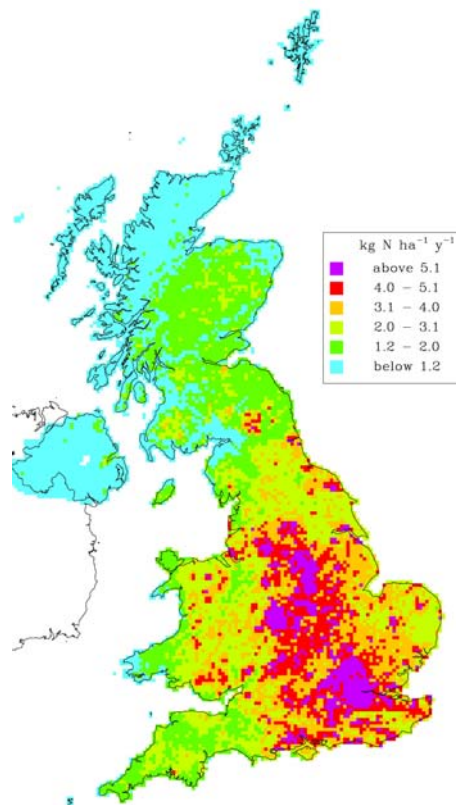 kg N ha⁻¹ y⁻¹
above 5.1
4.0 – 5.1
3.1 – 4.0
2.0 – 3.1
1.2 – 2.0
below 1.2